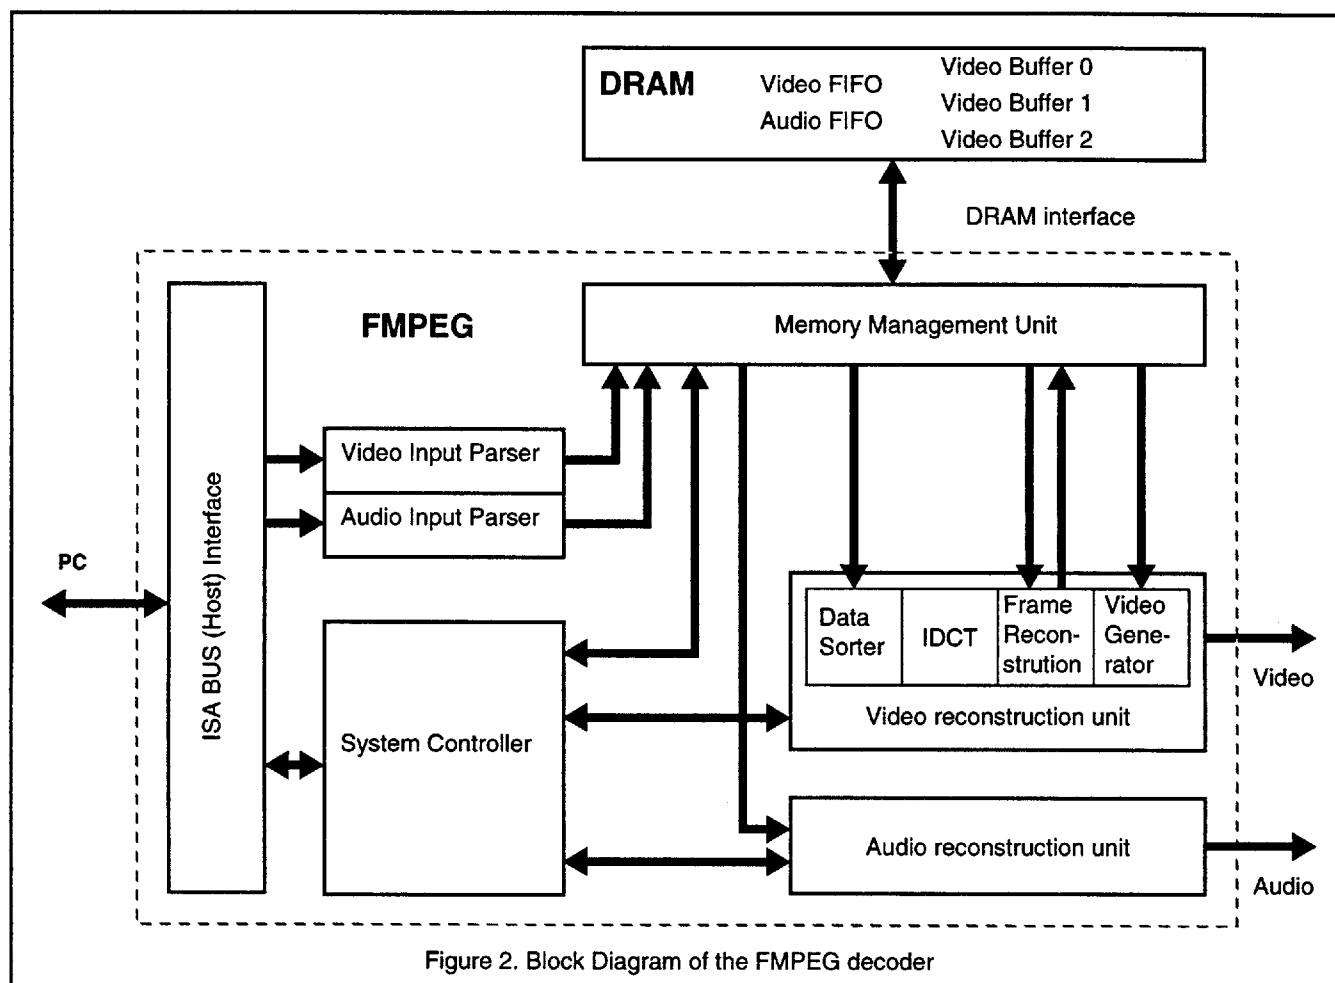 DRAM
Video FIFO
Audio FIFO
Video Buffer 0
Video Buffer 1
Video Buffer 2
DRAM interface
FMPEG
Memory Management Unit
Video Input Parser
Audio Input Parser
ISA BUS (Host) Interface
PC
System Controller
Data
Sorter
IDCT
Frame
Recon-
strution
Video
Gene-
rator
Video reconstruction unit
Video
Audio reconstruction unit
Audio
Figure 2. Block Diagram of the FMPEG decoder